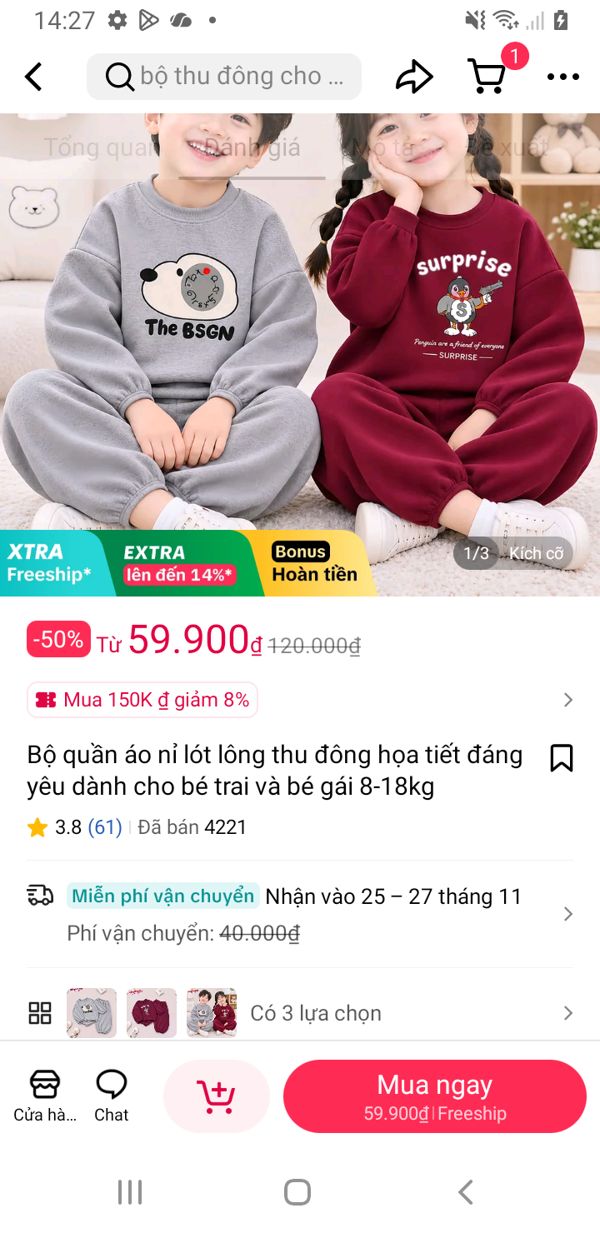 14:27
1
bộ thu đông cho ...
Tổng quan Đánh giá Mô tả Đề xuất
surprise
The BSGN
S
Penguin are a friend of everyone
SURPRISE
XTRA
Freeship*
EXTRA
lên đến 14%*
Bonus
Hoàn tiền
1/3 Kích cỡ
-50% Từ 59.900₫ 120.000₫
Mua 150K ₫ giảm 8%
Bộ quần áo nỉ lót lông thu đông họa tiết đáng
yêu dành cho bé trai và bé gái 8-18kg
3.8 (61) Đã bán 4221
Miễn phí vận chuyển Nhận vào 25 – 27 tháng 11
Phí vận chuyển: 40.000₫
Có 3 lựa chọn
Cửa hà... Chat
Mua ngay
59.900₫ Freeship